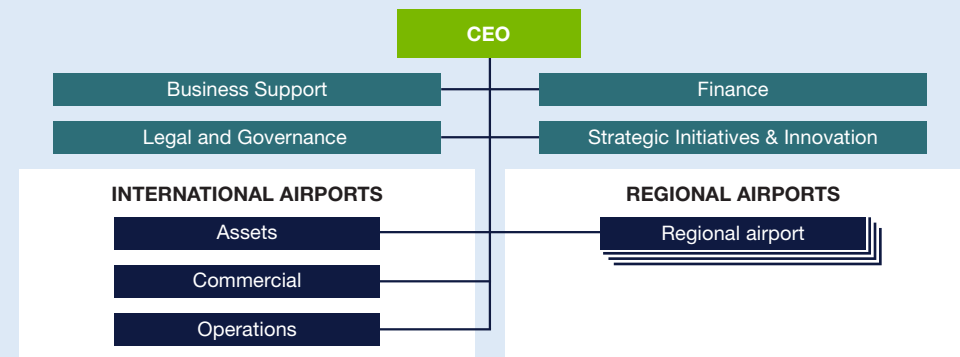 CEO
Business Support
Finance
Legal and Governance
Strategic Initiatives & Innovation
INTERNATIONAL AIRPORTS
REGIONAL AIRPORTS
Assets
Regional airport
Commercial
Operations